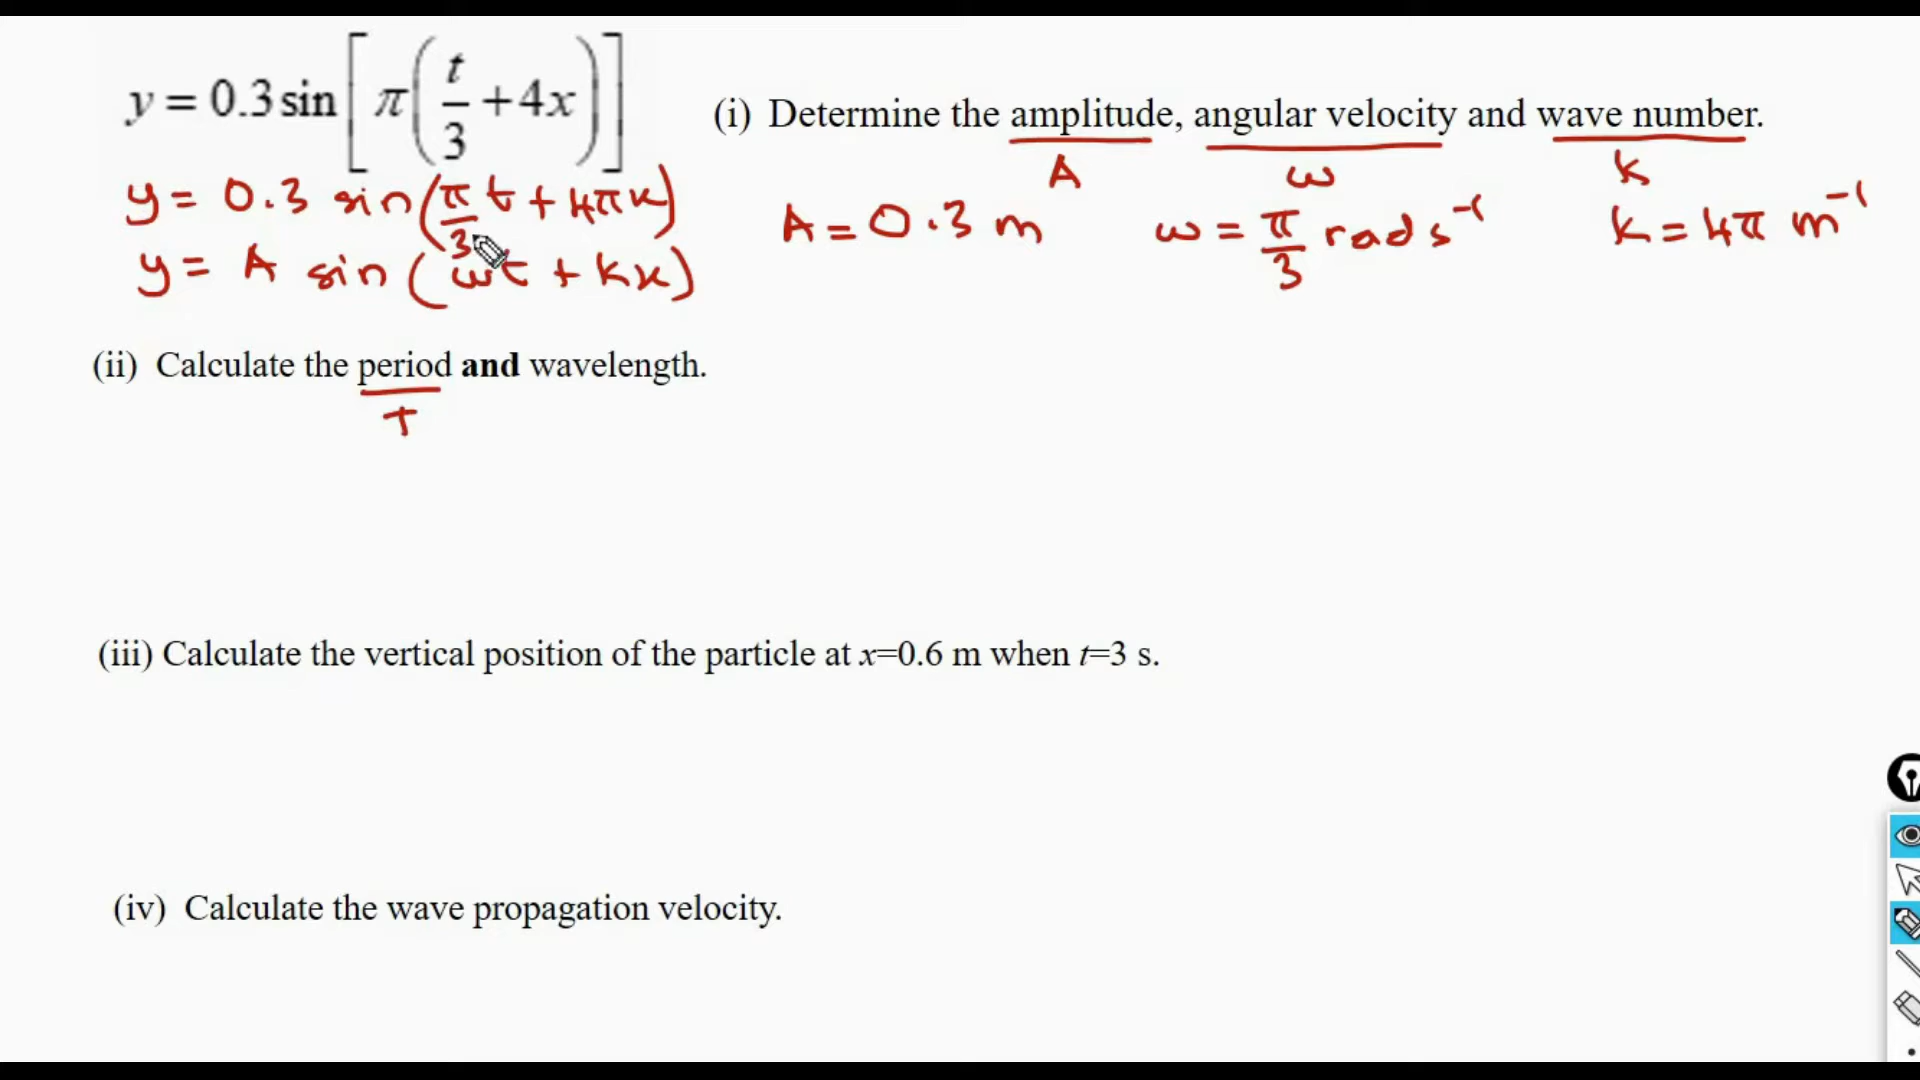 y = 0.3 sin [ π ( t/3 + 4x ) ]
(i) Determine the amplitude, angular velocity and wave number.
A ω k
y = 0.3 sin ( π/3 t + 4πx )
A = 0.3 m ω = π/3 rad s⁻¹ k = 4π m⁻¹
y = A sin ( ωt + kx )
(ii) Calculate the period and wavelength.
T
(iii) Calculate the vertical position of the particle at x=0.6 m when t=3 s.
(iv) Calculate the wave propagation velocity.